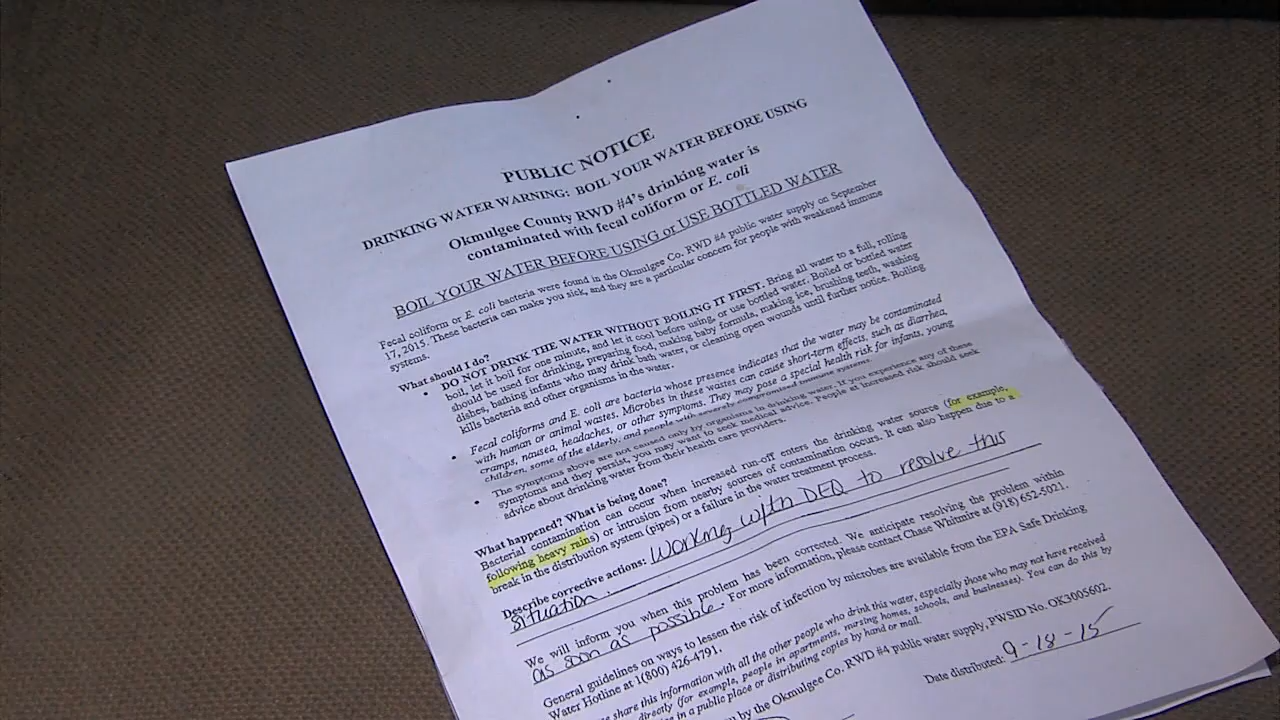 PUBLIC NOTICE
DRINKING WATER WARNING: BOIL YOUR WATER BEFORE USING
Okmulgee County RWD #4's drinking water is
contaminated with fecal coliform or E. coli
BOIL YOUR WATER BEFORE USING or USE BOTTLED WATER
Fecal coliform or E. coli bacteria were found in the Okmulgee Co. RWD #4 public water supply on September
17, 2015. These bacteria can make you sick, and they are a particular concern for people with weakened immune
systems.
What should I do?
• DO NOT DRINK THE WATER WITHOUT BOILING IT FIRST. Bring all water to a full, rolling
boil, let it boil for one minute, and let it cool before using, or use bottled water. Boiled or bottled water
should be used for drinking, preparing food, making baby formula, making ice, brushing teeth, washing
dishes, bathing infants who may drink bath water, or cleaning open wounds until further notice. Boiling
kills bacteria and other organisms in the water.
• Fecal coliforms and E. coli are bacteria whose presence indicates that the water may be contaminated
with human or animal wastes. Microbes in these wastes can cause short-term effects, such as diarrhea,
cramps, nausea, headaches, or other symptoms. They may pose a special health risk for infants, young
children, some of the elderly, and people with severely compromised immune systems.
• The symptoms above are not caused only by organisms in drinking water. If you experience any of these
symptoms and they persist, you may want to seek medical advice. People at increased risk should seek
advice about drinking water from their health care providers.
What happened? What is being done?
Bacterial contamination can occur when increased run-off enters the drinking water source (for example,
following heavy rains) or intrusion from nearby sources of contamination occurs. It can also happen due to a
break in the distribution system (pipes) or a failure in the water treatment process.
Describe corrective actions: Working with DEQ to resolve this
situation.
We will inform you when this problem has been corrected. We anticipate resolving the problem within
as soon as possible. For more information, please contact Chase Whitmire at (918) 652-5021.
General guidelines on ways to lessen the risk of infection by microbes are available from the EPA Safe Drinking
Water Hotline at 1(800) 426-4791.
share this information with all the other people who drink this water, especially those who may not have received
directly (for example, people in apartments, nursing homes, schools, and businesses). You can do this by
in a public place or distributing copies by hand or mail.
by the Okmulgee Co. RWD #4 public water supply, PWSID No. OK3005602.
Date distributed: 9-18-15